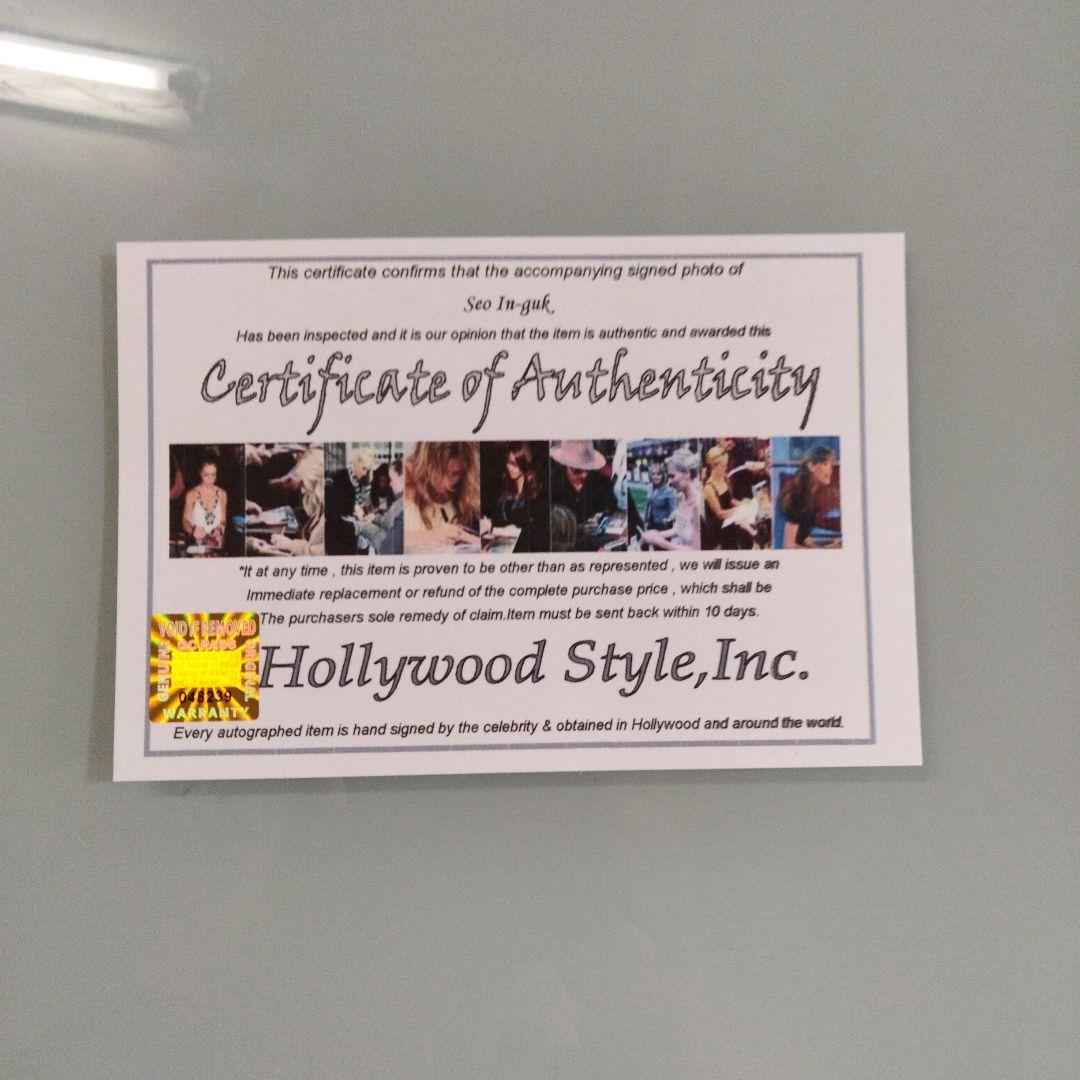 This certificate confirms that the accompanying signed photo of
Seo In-guk
Has been inspected and it is our opinion that the item is authentic and awarded this
Certificate of Authenticity
*It at any time , this item is proven to be other than as represented , we will issue an
Immediate replacement or refund of the complete purchase price , which shall be
The purchasers sole remedy of claim.Item must be sent back within 10 days.
VOID IF REMOVED
QC PASS
GENUINE
ORIGINAL
048239
WARRANTY
Hollywood Style,Inc.
Every autographed item is hand signed by the celebrity & obtained in Hollywood and around the world.